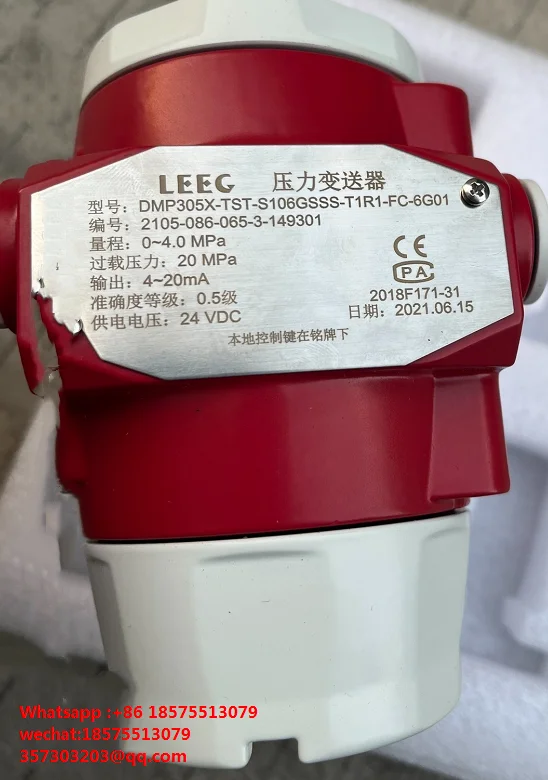 LEEG 压力变送器
型号: DMP305X-TST-S106GSSS-T1R1-FC-6G01
编号: 2105-086-065-3-149301
量程: 0~4.0 MPa
过载压力: 20 MPa
输出: 4~20mA
准确度等级: 0.5级
供电电压: 24 VDC
CE
CPA
2018F171-31
日期: 2021.06.15
本地控制键在铭牌下
Whatsapp :+86 18575513079
wechat:18575513079
357303203@qq.com